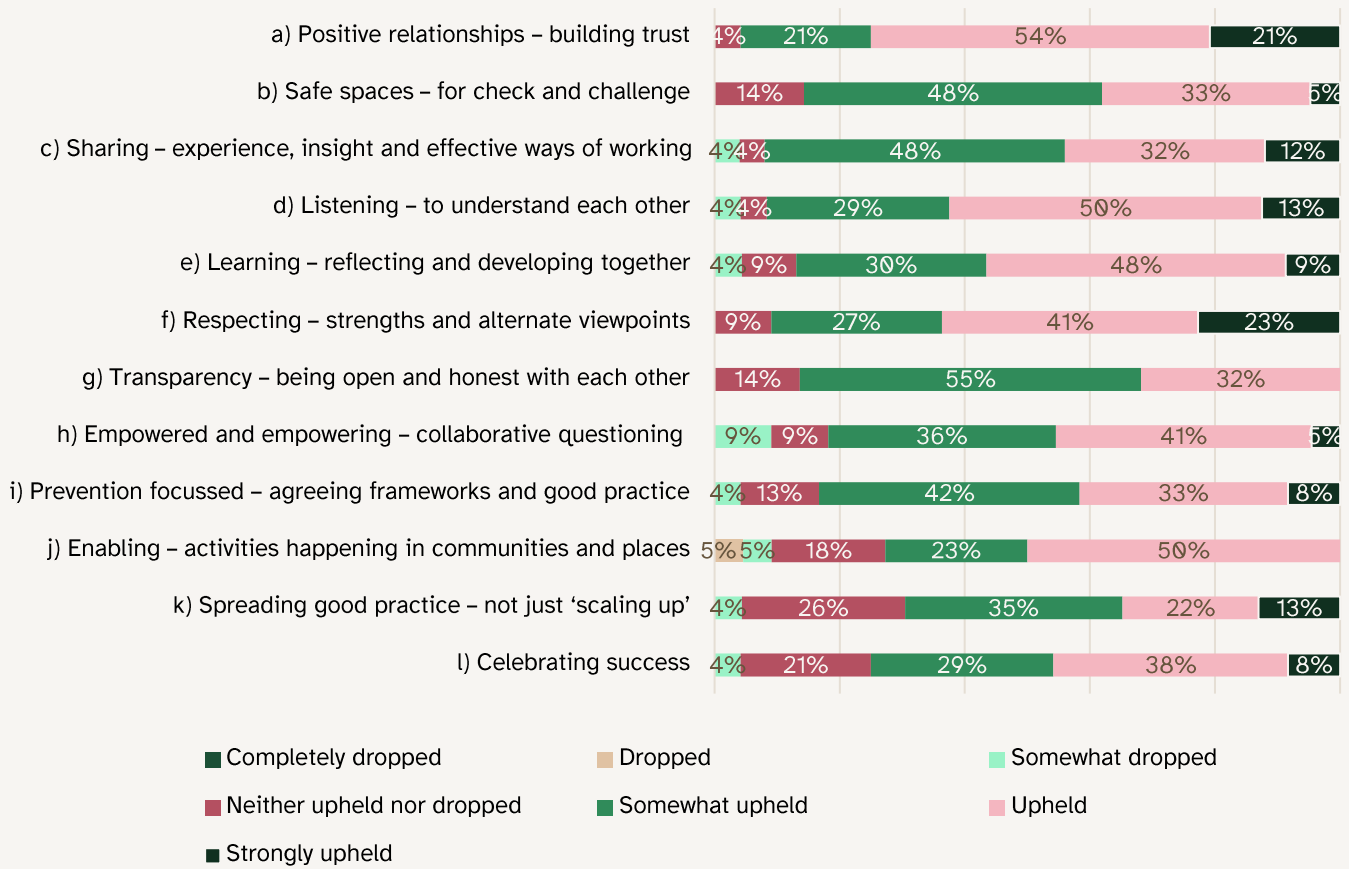 a) Positive relationships – building trust 4% 21% 54% 21%
b) Safe spaces – for check and challenge 14% 48% 33% 5%
c) Sharing – experience, insight and effective ways of working 4% 4% 48% 32% 12%
d) Listening – to understand each other 4% 4% 29% 50% 13%
e) Learning – reflecting and developing together 4% 9% 30% 48% 9%
f) Respecting – strengths and alternate viewpoints 9% 27% 41% 23%
g) Transparency – being open and honest with each other 14% 55% 32%
h) Empowered and empowering – collaborative questioning 9% 9% 36% 41% 5%
i) Prevention focussed – agreeing frameworks and good practice 4% 13% 42% 33% 8%
j) Enabling – activities happening in communities and places 5% 5% 18% 23% 50%
k) Spreading good practice – not just ‘scaling up’ 4% 26% 35% 22% 13%
l) Celebrating success 4% 21% 29% 38% 8%
Completely dropped Dropped Somewhat dropped
Neither upheld nor dropped Somewhat upheld Upheld
Strongly upheld